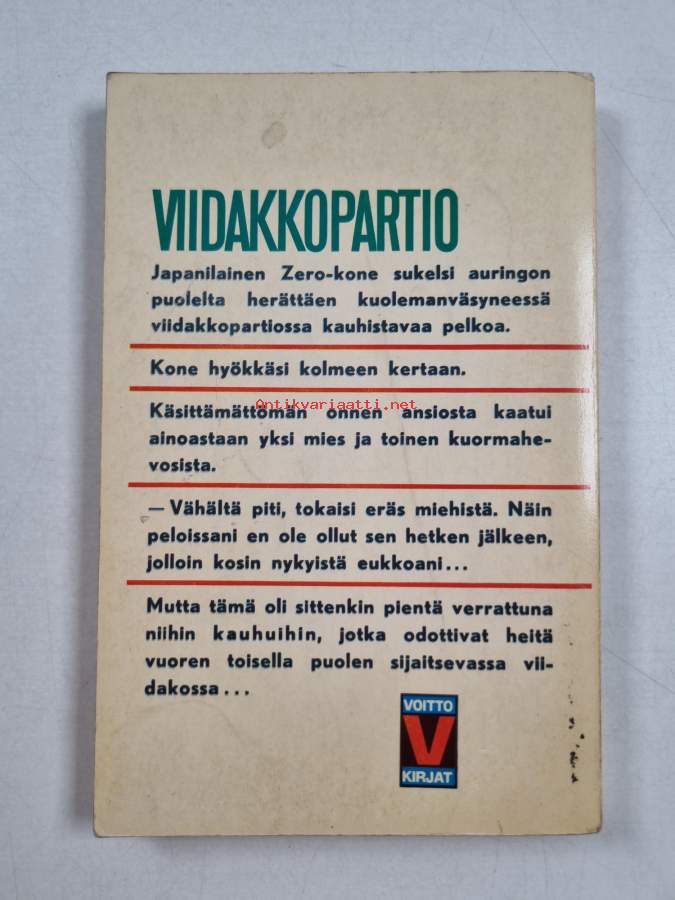 VIIDAKKOPARTIO
Japanilainen Zero-kone sukelsi auringon
puolelta herättäen kuolemanväsyneessä
viidakkopartiossa kauhistavaa pelkoa.
Kone hyökkäsi kolmeen kertaan.
Antikvariaatti.net
Käsittämättömän onnen ansiosta kaatui
ainoastaan yksi mies ja toinen kuormahe-
vosista.
— Vähältä piti, tokaisi eräs miehistä. Näin
peloissani en ole ollut sen hetken jälkeen,
jolloin kosin nykyistä eukkoani...
Mutta tämä oli sittenkin pientä verrattuna
niihin kauhuihin, jotka odottivat heitä
vuoren toisella puolen sijaitsevassa vii-
dakossa...
VOITTO
V
KIRJAT